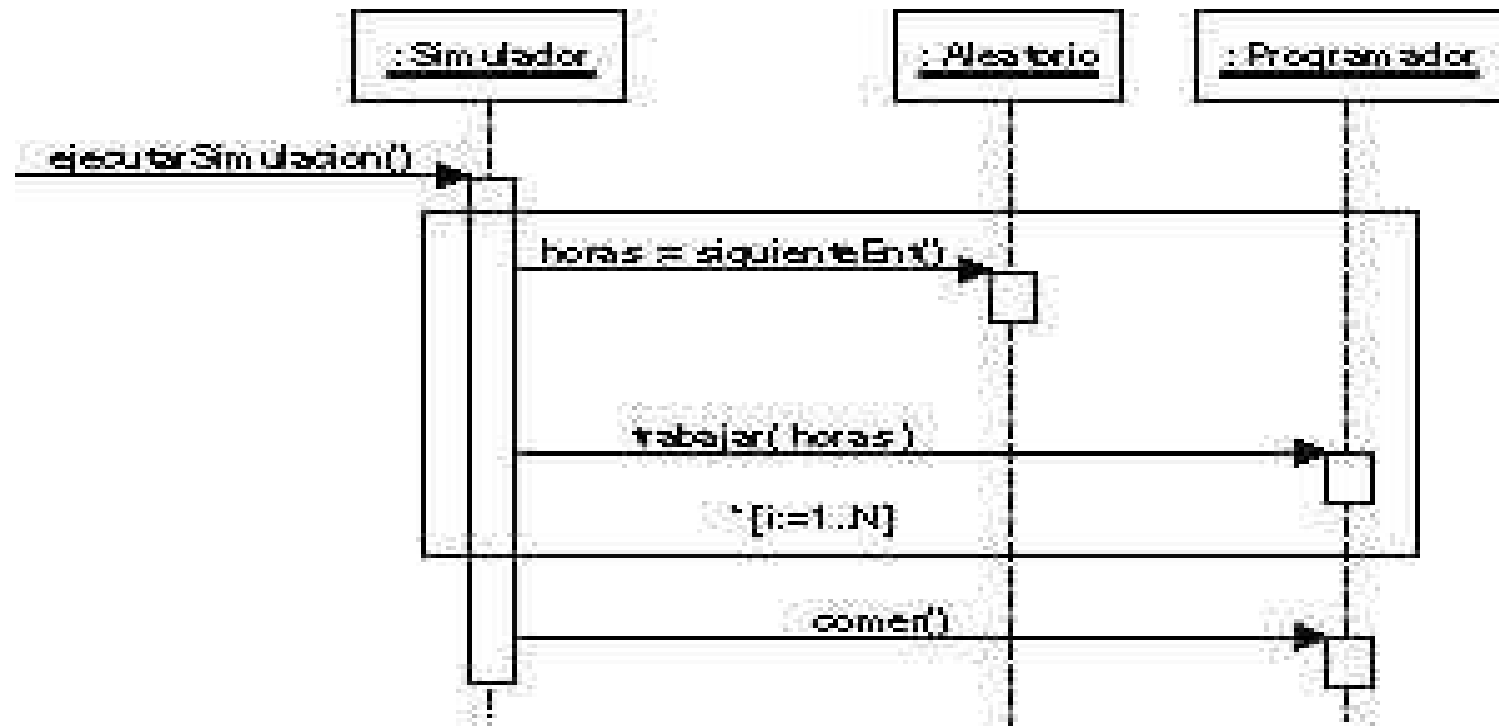 : Simulador
: Aleatorio
: Programador
ejecutarSimulacion()
horas := siguienteEnt()
trabajar( horas )
*[i:=1..N]
comer()